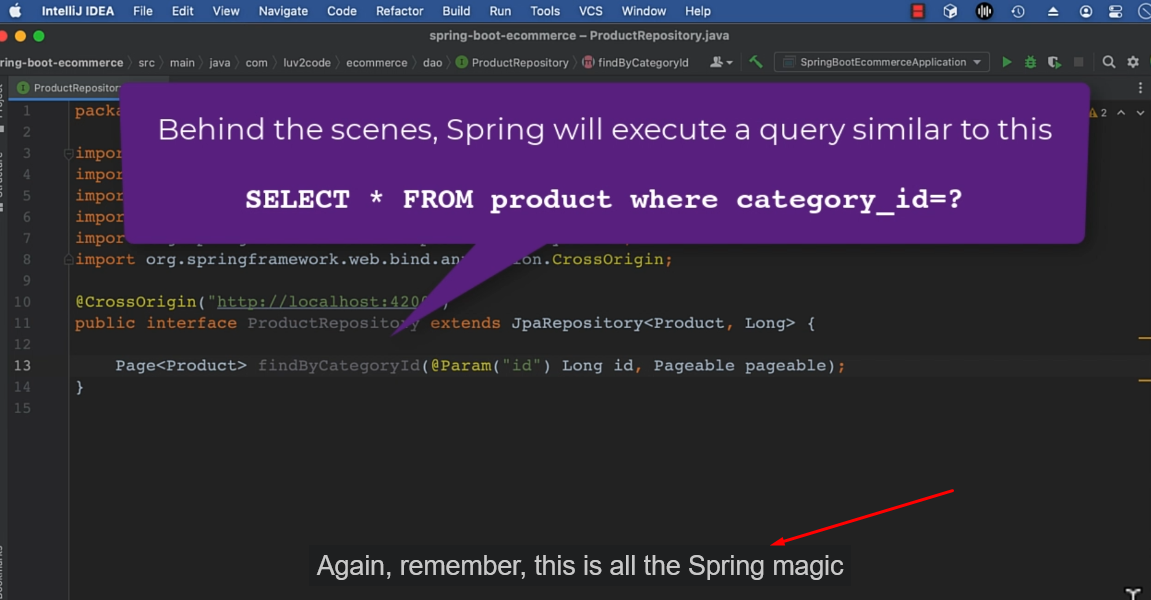 IntelliJ IDEA File Edit View Navigate Code Refactor Build Run Tools VCS Window Help
spring-boot-ecommerce – ProductRepository.java
ring-boot-ecommerce src main java com luv2code ecommerce dao ProductRepository findByCategoryId SpringBootEcommerceApplication
ProductRepositor
2
Behind the scenes, Spring will execute a query similar to this
SELECT * FROM product where category_id=?
1 packa
2
3 impor
4 impor
5 impor
6 impor
7 impor
8 import org.springframework.web.bind.an on.CrossOrigin;
9
10 @CrossOrigin("http://localhost:420
11 public interface ProductRepository extends JpaRepository<Product, Long> {
12
13 Page<Product> findByCategoryId(@Param("id") Long id, Pageable pageable);
14 }
15
Again, remember, this is all the Spring magic